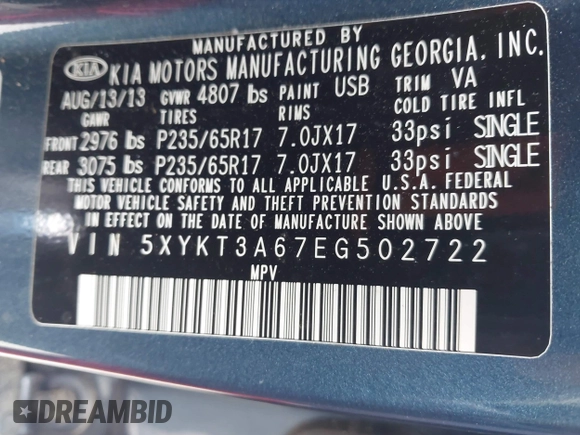 MANUFACTURED BY
KIA KIA MOTORS MANUFACTURING GEORGIA, INC.
AUG/13/13 GVWR 4807 lbs PAINT USB TRIM VA
GAWR TIRES RIMS COLD TIRE INFL
FRONT 2976 lbs P235/65R17 7.0JX17 33psi SINGLE
REAR 3075 lbs P235/65R17 7.0JX17 33psi SINGLE
THIS VEHICLE CONFORMS TO ALL APPLICABLE U.S.A. FEDERAL
MOTOR VEHICLE SAFETY AND THEFT PREVENTION STANDARDS
IN EFFECT ON THE DATE OF MANUFACTURE SHOWN ABOVE.
VIN 5XYKT3A67EG502722
MPV
DREAMBID